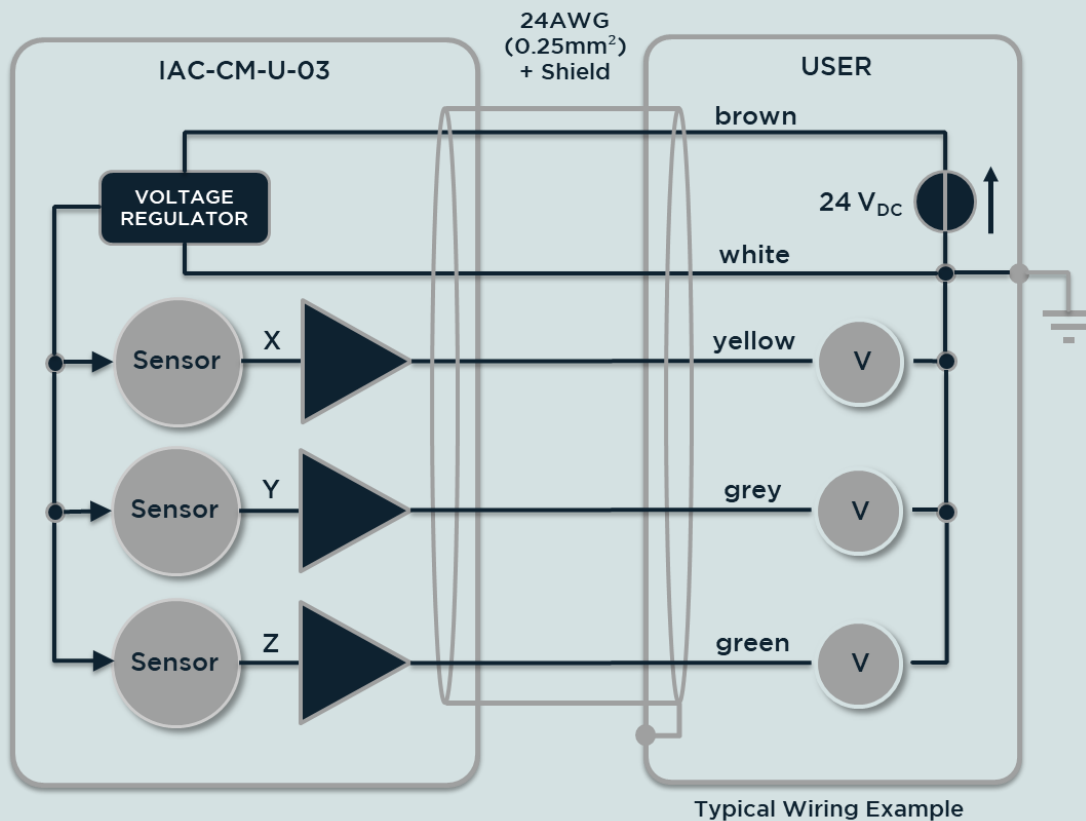 24AWG
(0.25mm²)
+ Shield
IAC-CM-U-03
USER
brown
VOLTAGE
REGULATOR
24 V_DC
white
Sensor
X
yellow
V
Sensor
Y
grey
V
Sensor
Z
green
V
Typical Wiring Example